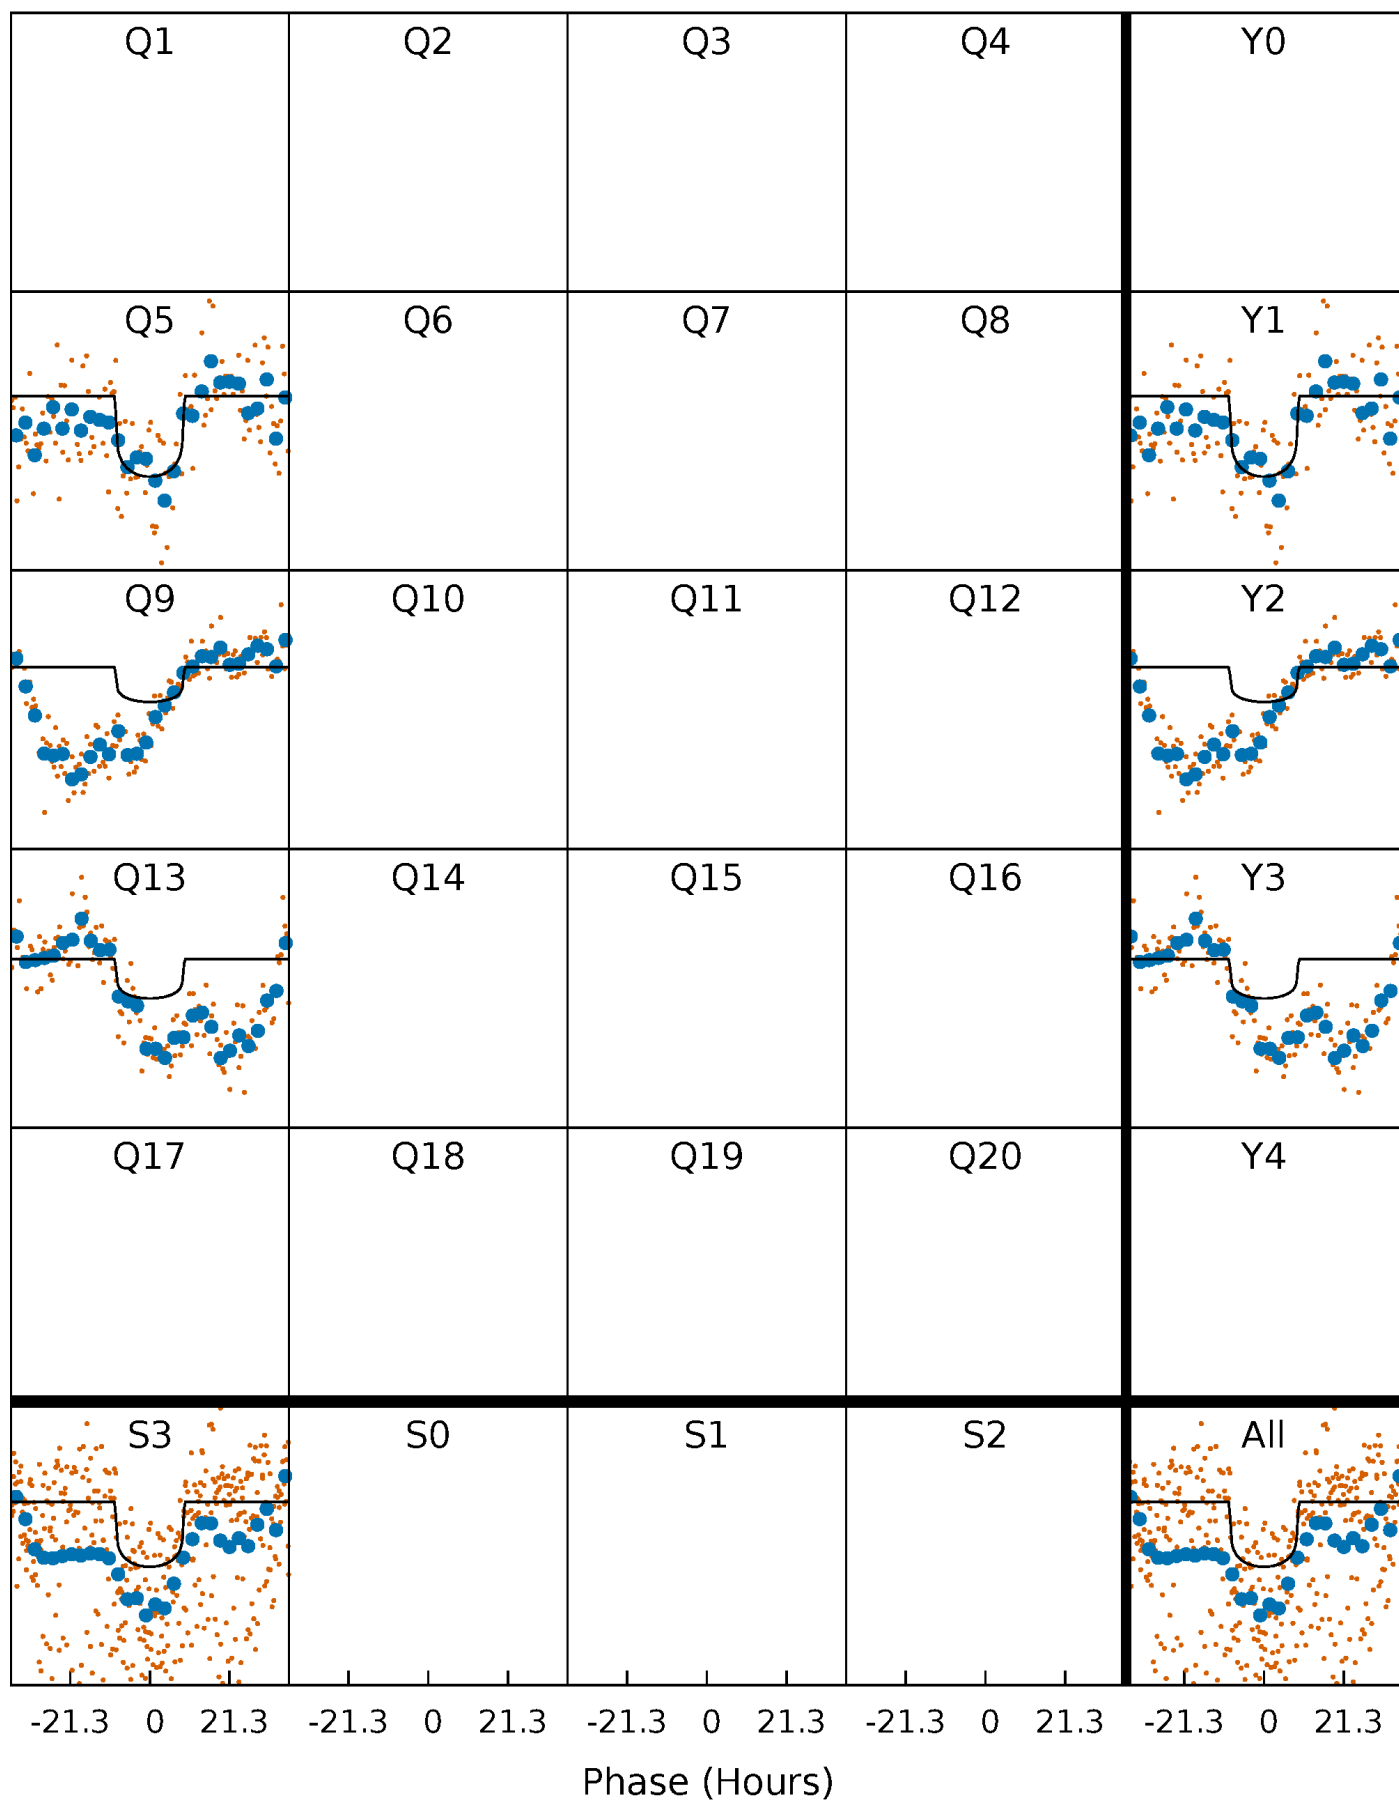 Q1 Q2 Q3 Q4 Y0
Q5 Q6 Q7 Q8 Y1
Q9 Q10 Q11 Q12 Y2
Q13 Q14 Q15 Q16 Y3
Q17 Q18 Q19 Q20 Y4
S3 S0 S1 S2 All
-21.3 0 21.3 -21.3 0 21.3 -21.3 0 21.3 -21.3 0 21.3 -21.3 0 21.3
Phase (Hours)